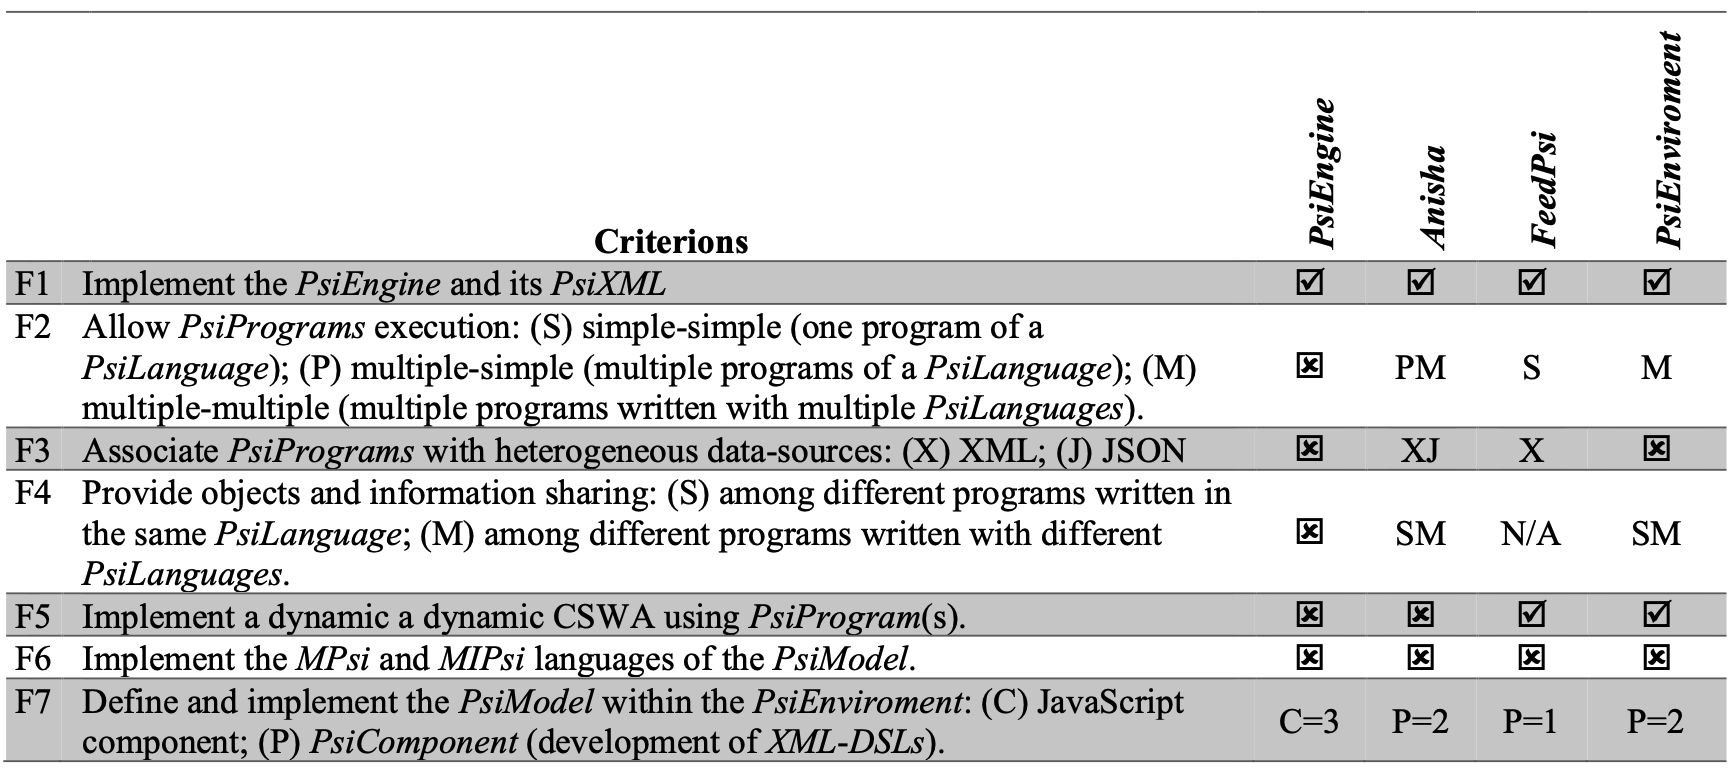 PsiEngine
Anisha
FeedPsi
PsiEnviroment
Criterions
F1 Implement the PsiEngine and its PsiXML ☑ ☑ ☑ ☑
F2 Allow PsiPrograms execution: (S) simple-simple (one program of a
PsiLanguage); (P) multiple-simple (multiple programs of a PsiLanguage); (M) ☒ PM S M
multiple-multiple (multiple programs written with multiple PsiLanguages).
F3 Associate PsiPrograms with heterogeneous data-sources: (X) XML; (J) JSON ☒ XJ X ☒
F4 Provide objects and information sharing: (S) among different programs written in
the same PsiLanguage; (M) among different programs written with different ☒ SM N/A SM
PsiLanguages.
F5 Implement a dynamic a dynamic CSWA using PsiProgram(s). ☒ ☒ ☑ ☑
F6 Implement the MPsi and MIPsi languages of the PsiModel. ☒ ☒ ☒ ☒
F7 Define and implement the PsiModel within the PsiEnviroment: (C) JavaScript
component; (P) PsiComponent (development of XML-DSLs). C=3 P=2 P=1 P=2